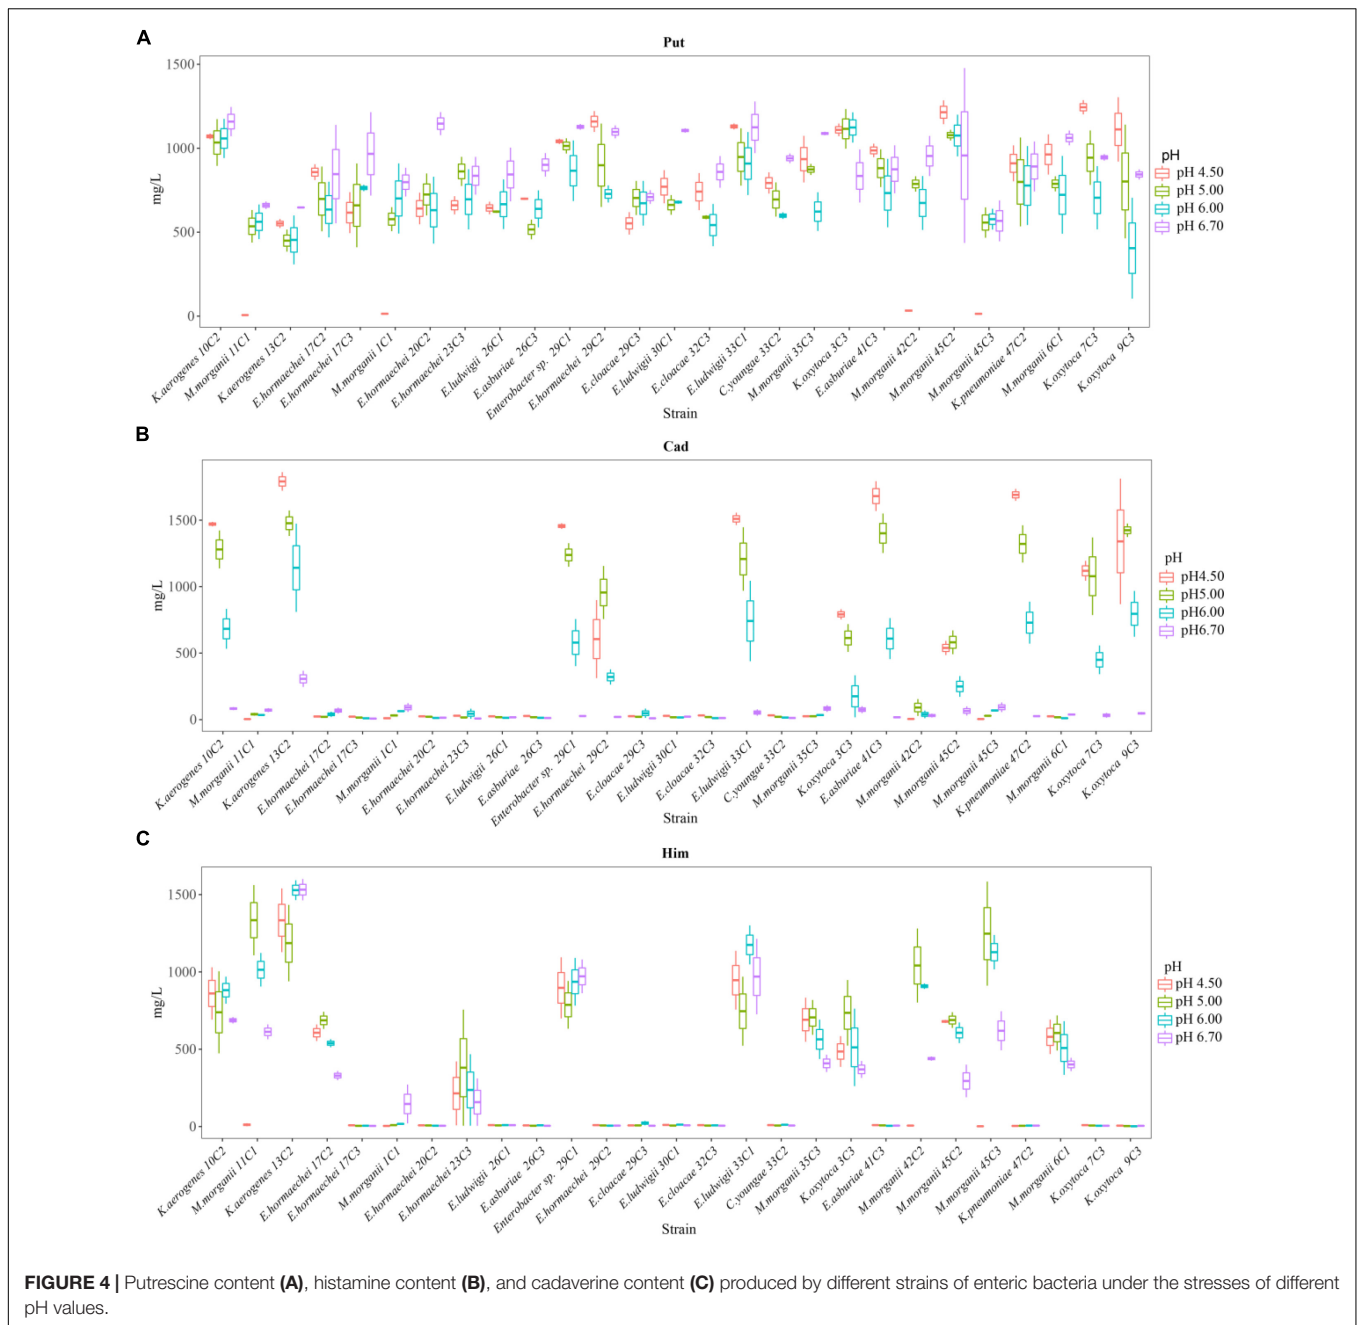 A
Put
1500
1000
500
0
mg/L
pH
pH 4.50
pH 5.00
pH 6.00
pH 6.70
K.aerogenes 10C2
M.morganii 11C1
K.aerogenes 13C2
E.hormaechei 17C2
E.hormaechei 17C3
M.morganii 1C1
E.hormaechei 20C2
E.hormaechei 23C3
E.ludwigii 26C1
E.asburiae 26C3
Enterobacter sp. 29C1
E.hormaechei 29C2
E.cloacae 29C3
E.ludwigii 30C1
E.cloacae 32C3
E.ludwigii 33C1
C.youngae 33C2
M.morganii 35C3
K.oxytoca 3C3
E.asburiae 41C3
M.morganii 42C2
M.morganii 45C2
M.morganii 45C3
K.pneumoniae 47C2
M.morganii 6C1
K.oxytoca 7C3
K.oxytoca 9C3
Strain
B
Cad
1500
1000
500
0
mg/L
pH
pH4.50
pH5.00
pH6.00
pH6.70
K.aerogenes 10C2
M.morganii 11C1
K.aerogenes 13C2
E.hormaechei 17C2
E.hormaechei 17C3
M.morganii 1C1
E.hormaechei 20C2
E.hormaechei 23C3
E.ludwigii 26C1
E.asburiae 26C3
Enterobacter sp. 29C1
E.hormaechei 29C2
E.cloacae 29C3
E.ludwigii 30C1
E.cloacae 32C3
E.ludwigii 33C1
C.youngae 33C2
M.morganii 35C3
K.oxytoca 3C3
E.asburiae 41C3
M.morganii 42C2
M.morganii 45C2
M.morganii 45C3
K.pneumoniae 47C2
M.morganii 6C1
K.oxytoca 7C3
K.oxytoca 9C3
Strain
C
Him
1500
1000
500
0
mg/L
pH
pH 4.50
pH 5.00
pH 6.00
pH 6.70
K.aerogenes 10C2
M.morganii 11C1
K.aerogenes 13C2
E.hormaechei 17C2
E.hormaechei 17C3
M.morganii 1C1
E.hormaechei 20C2
E.hormaechei 23C3
E.ludwigii 26C1
E.asburiae 26C3
Enterobacter sp. 29C1
E.hormaechei 29C2
E.cloacae 29C3
E.ludwigii 30C1
E.cloacae 32C3
E.ludwigii 33C1
C.youngae 33C2
M.morganii 35C3
K.oxytoca 3C3
E.asburiae 41C3
M.morganii 42C2
M.morganii 45C2
M.morganii 45C3
K.pneumoniae 47C2
M.morganii 6C1
K.oxytoca 7C3
K.oxytoca 9C3
Strain
FIGURE 4 | Putrescine content (A), histamine content (B), and cadaverine content (C) produced by different strains of enteric bacteria under the stresses of different
pH values.